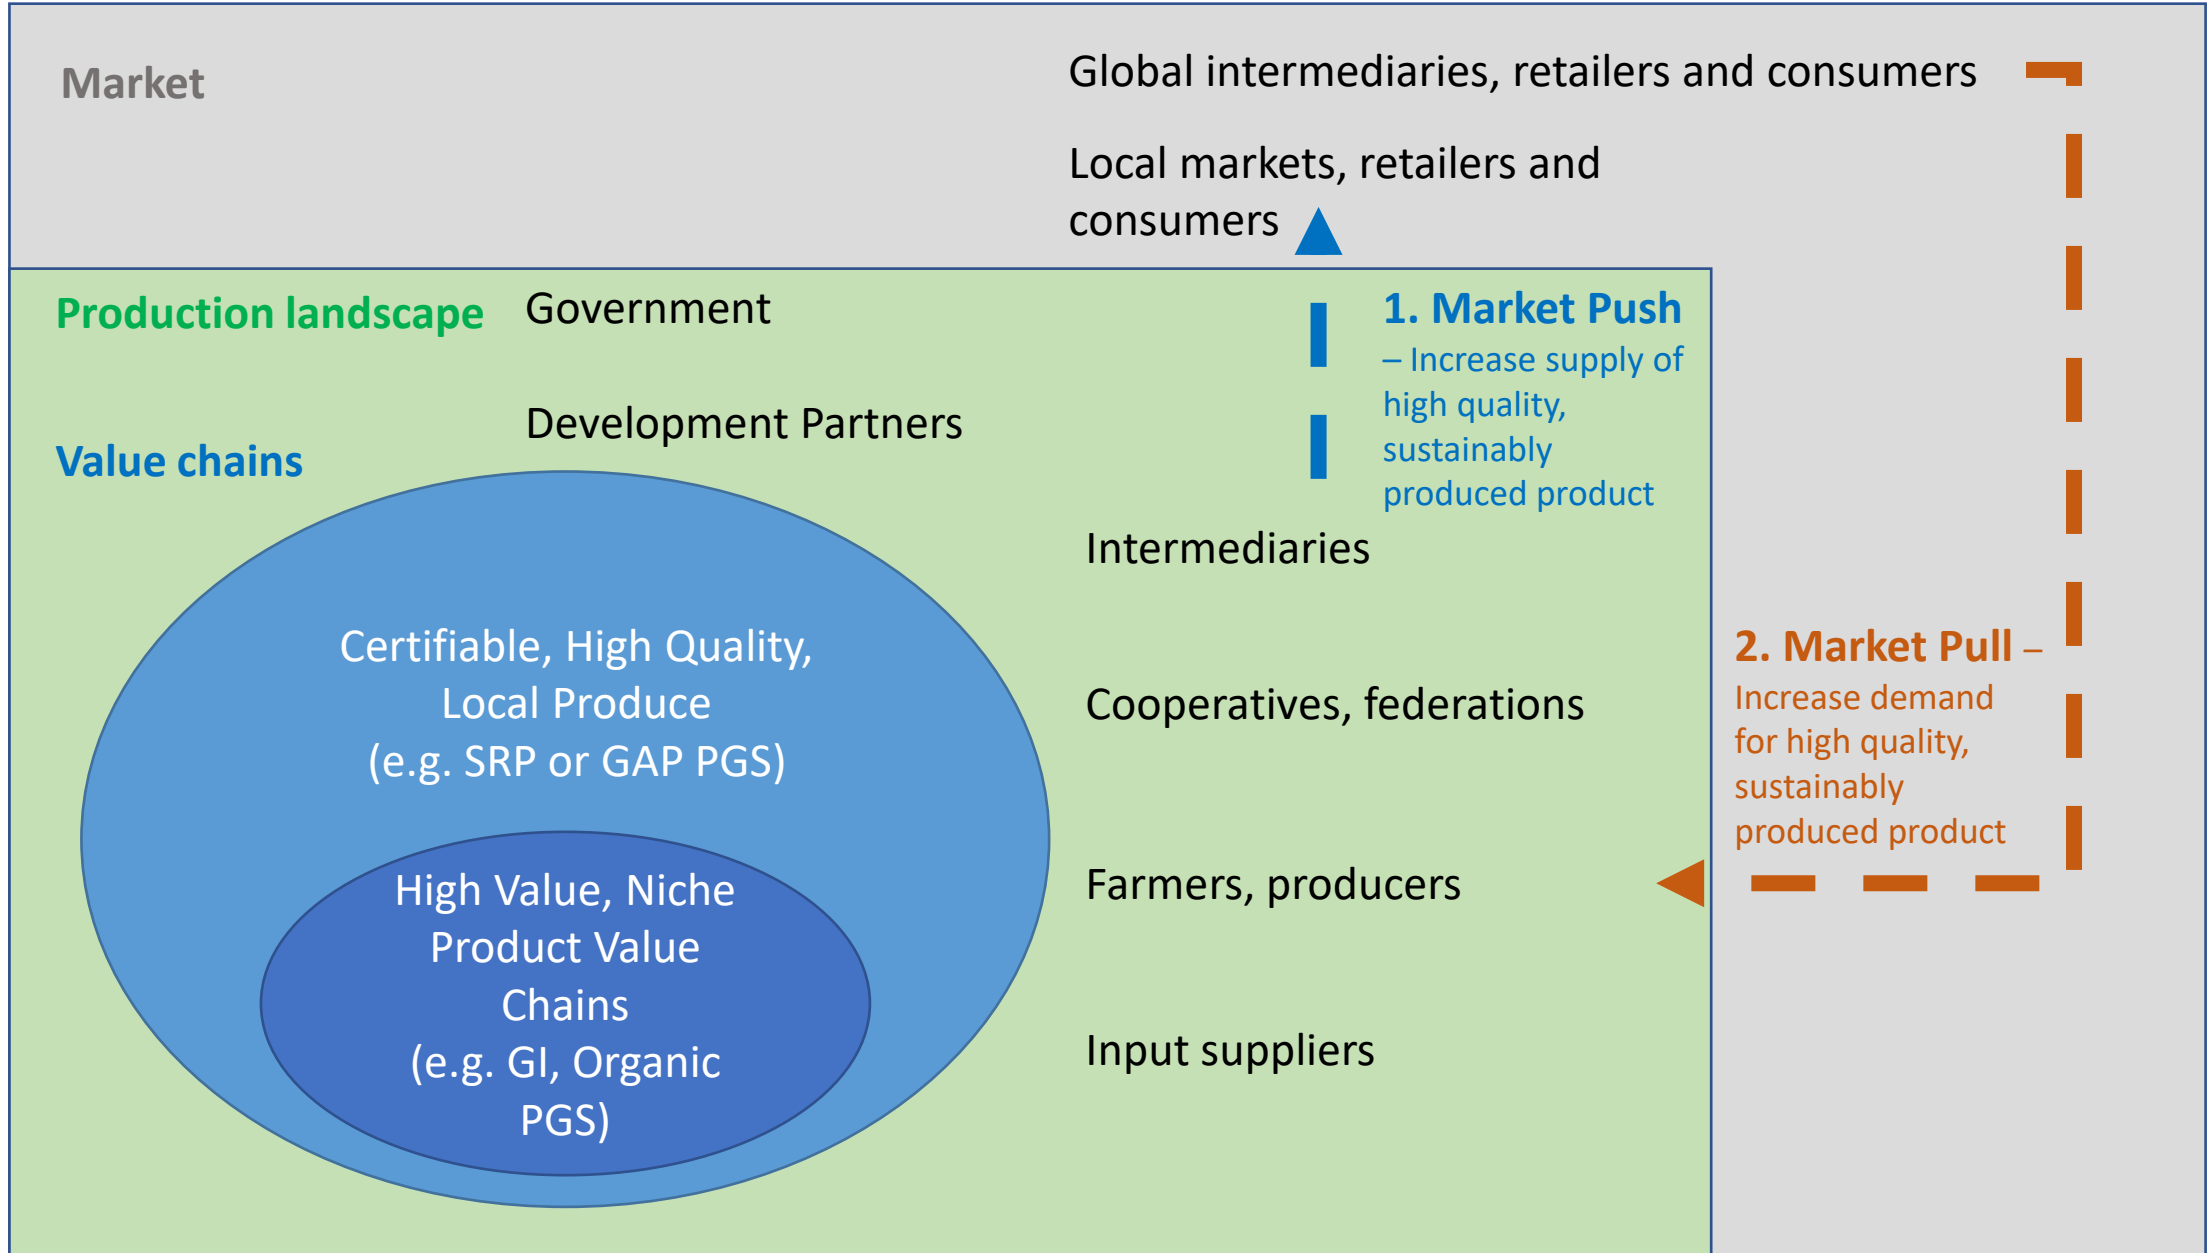 Market
Global intermediaries, retailers and consumers
Local markets, retailers and
consumers
Production landscape
Government
Development Partners
Value chains
1. Market Push
– Increase supply of
high quality,
sustainably
produced product
Intermediaries
Certifiable, High Quality,
Local Produce
(e.g. SRP or GAP PGS)
Cooperatives, federations
2. Market Pull –
Increase demand
for high quality,
sustainably
produced product
High Value, Niche
Product Value
Chains
(e.g. GI, Organic
PGS)
Farmers, producers
Input suppliers